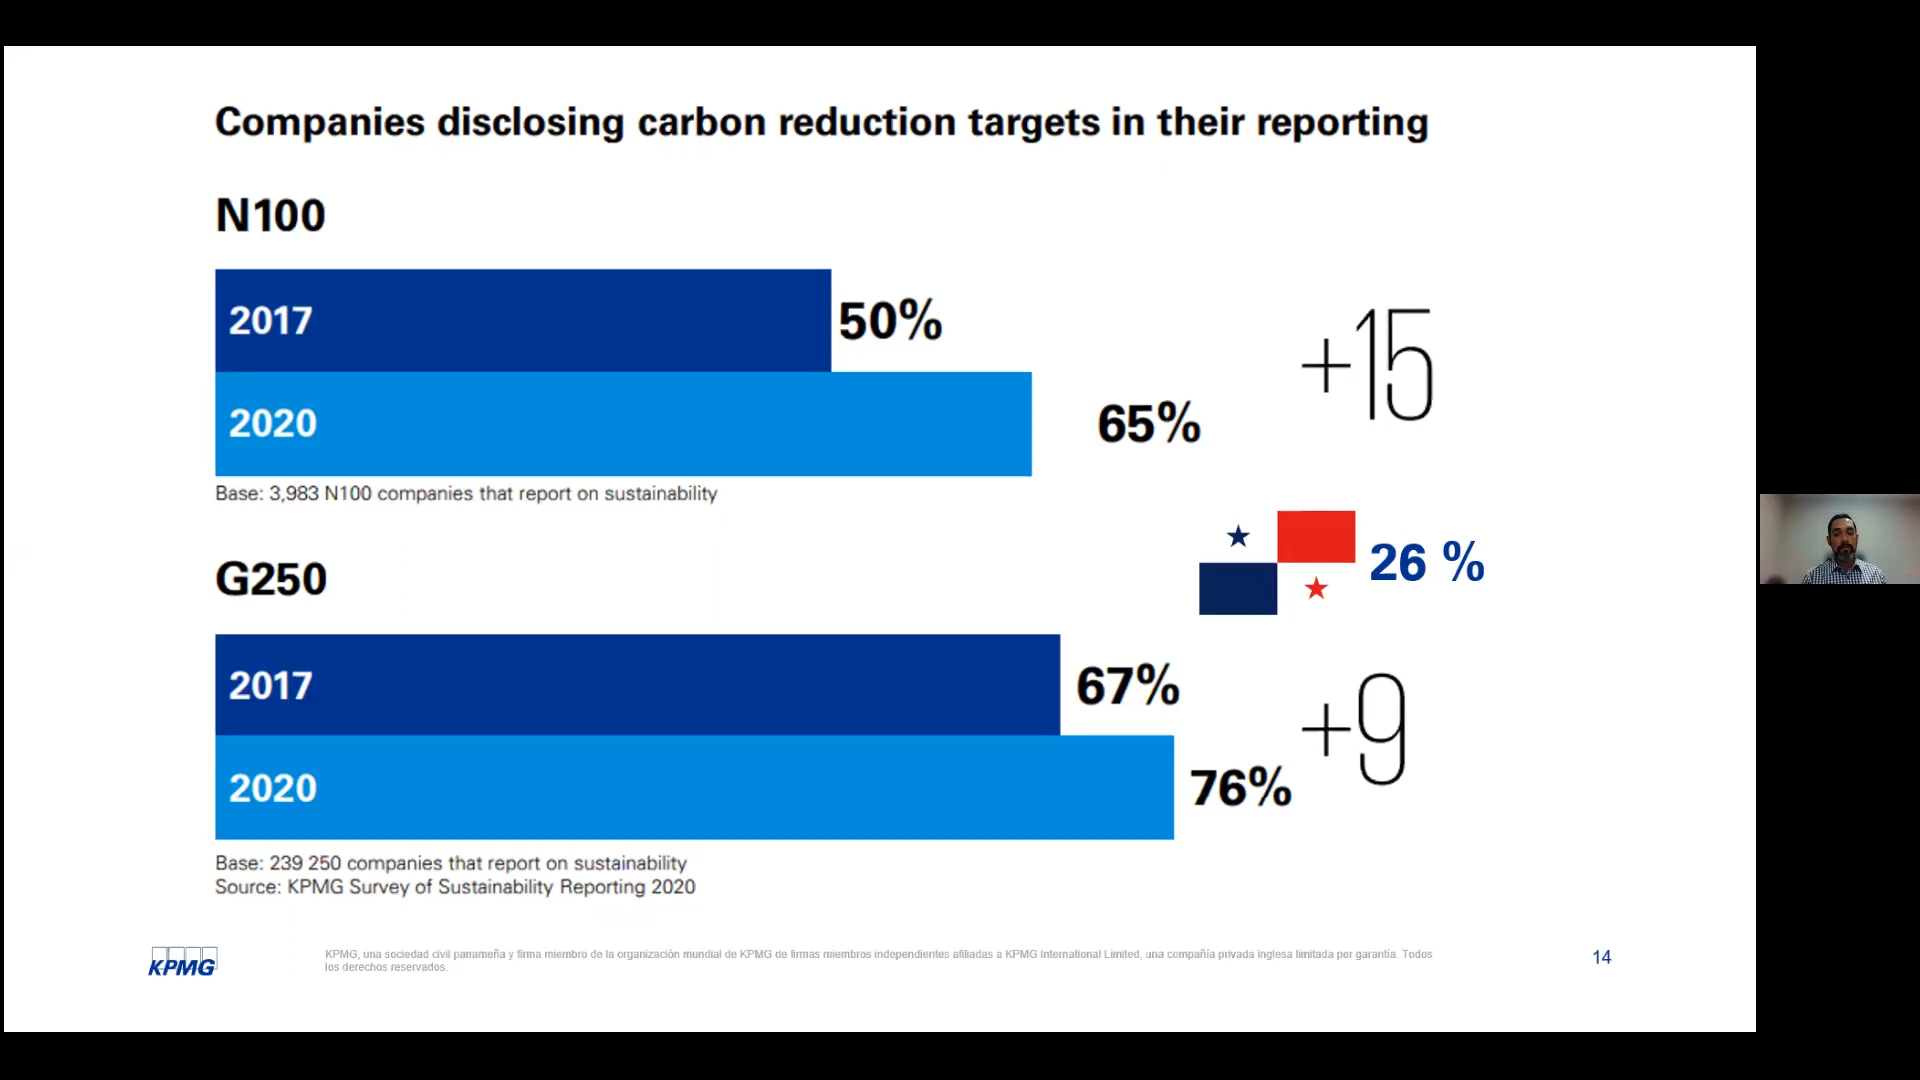 Companies disclosing carbon reduction targets in their reporting
N100
2017
50%
2020
65%
+15
Base: 3,983 N100 companies that report on sustainability
26 %
G250
2017
67%
2020
76%
+9
Base: 239 250 companies that report on sustainability
Source: KPMG Survey of Sustainability Reporting 2020
KPMG
KPMG, una sociedad civil panameña y firma miembro de la organización mundial de KPMG de firmas miembros independientes afiliadas a KPMG International Limited, una compañía privada inglesa limitada por garantía. Todos
los derechos reservados.
14